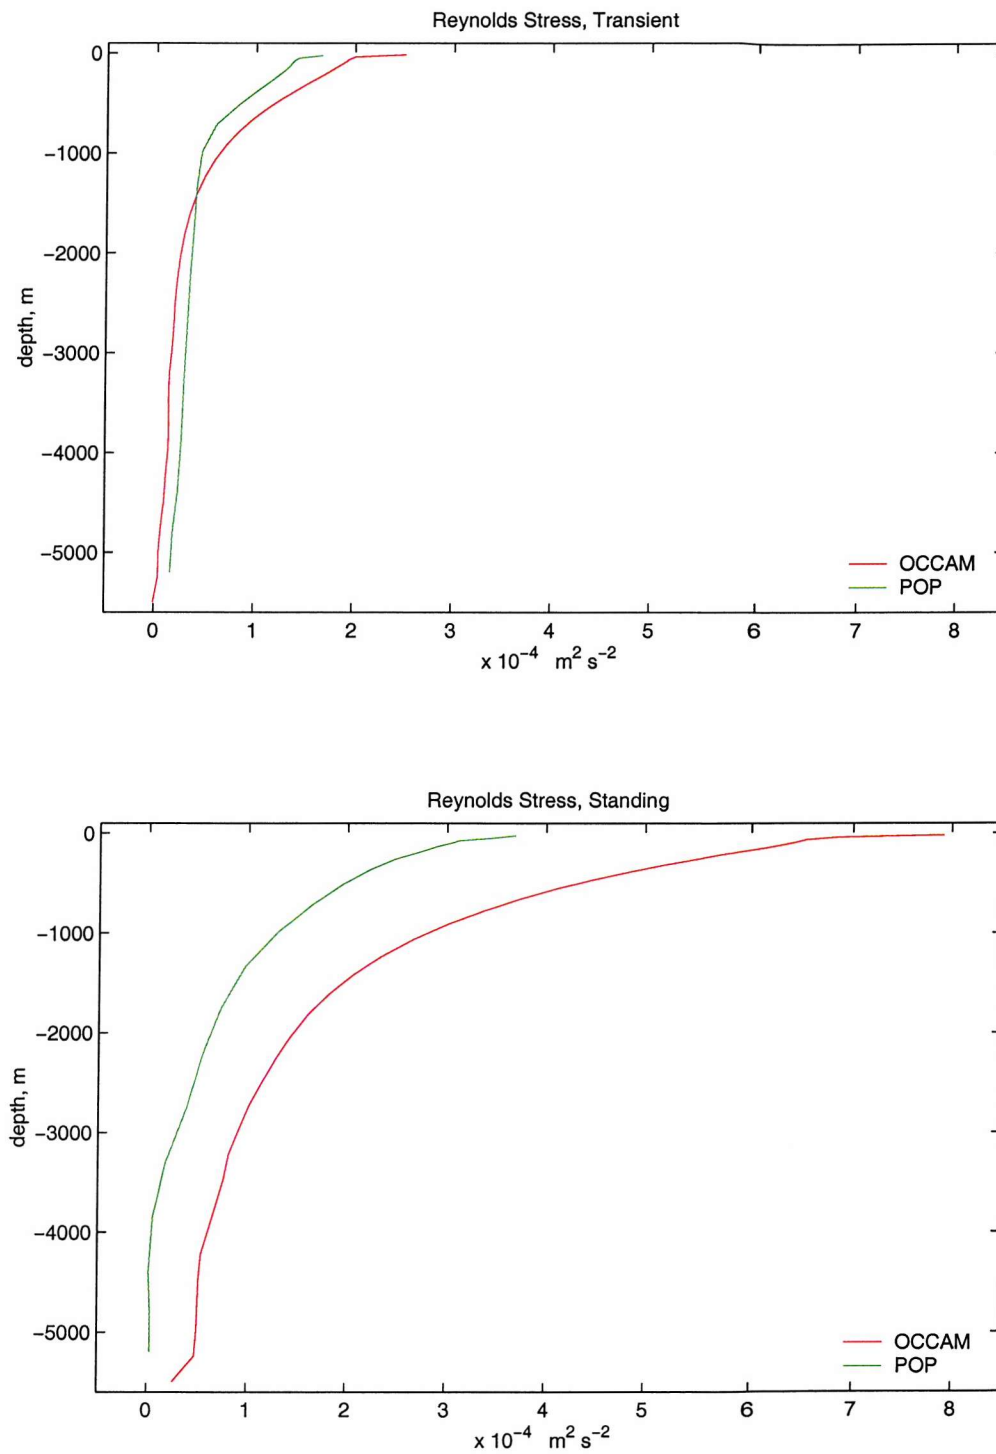 Reynolds Stress, Transient
0
−1000
−2000
−3000
−4000
−5000
depth, m
OCCAM
POP
0 1 2 3 4 5 6 7 8
x 10⁻⁴ m² s⁻²
Reynolds Stress, Standing
0
−1000
−2000
−3000
−4000
−5000
depth, m
OCCAM
POP
0 1 2 3 4 5 6 7 8
x 10⁻⁴ m² s⁻²